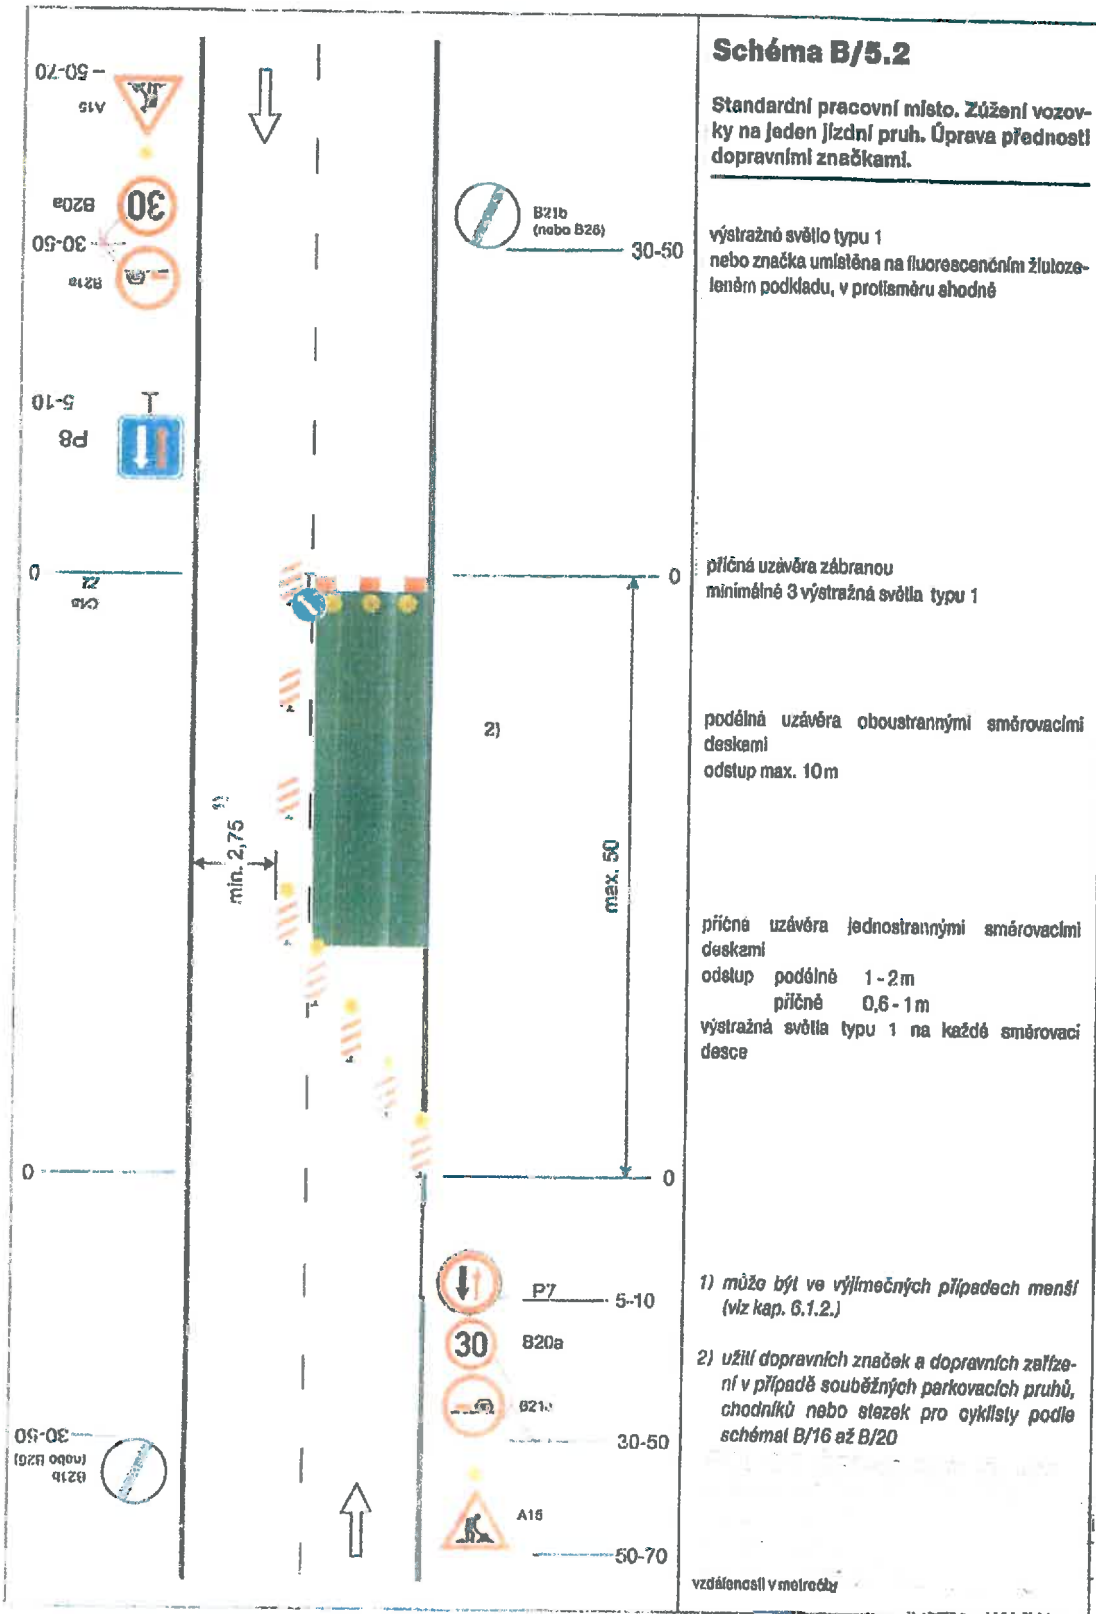 Schéma B/5.2
Standardní pracovní místo. Zúžení vozov-
ky na jeden jízdní pruh. Úprava přednosti
dopravními značkami.
výstražné světlo typu 1
nebo značka umístěna na fluorescenčním žlutoze-
leném podkladu, v protisměru shodně
příčná uzávěra zábranou
minimálně 3 výstražná světla typu 1
podélná uzávěra oboustrannými směrovacími
deskami
odstup max. 10m
příčná uzávěra jednostrannými směrovacími
deskami
odstup podélně 1-2m
příčně 0,6-1m
výstražná světla typu 1 na každé směrovací
desce
1) může být ve výjimečných případech menší
(viz kap. 6.1.2.)
2) užití dopravních značek a dopravních zaříze-
ní v případě souběžných parkovacích pruhů,
chodníků nebo stezek pro cyklisty podle
schémat B/16 až B/20
vzdálenosti v metrech
50-70
A15
30
B20a
30-50
B21a
5-10
P8
0
Z2
C4a
B21b
(nebo B26)
30-50
0
2)
min. 2,75 1)
max. 50
0
0
P7
5-10
30
B20a
B21a
30-50
A15
50-70
30-50
B21b
(nebo B26)